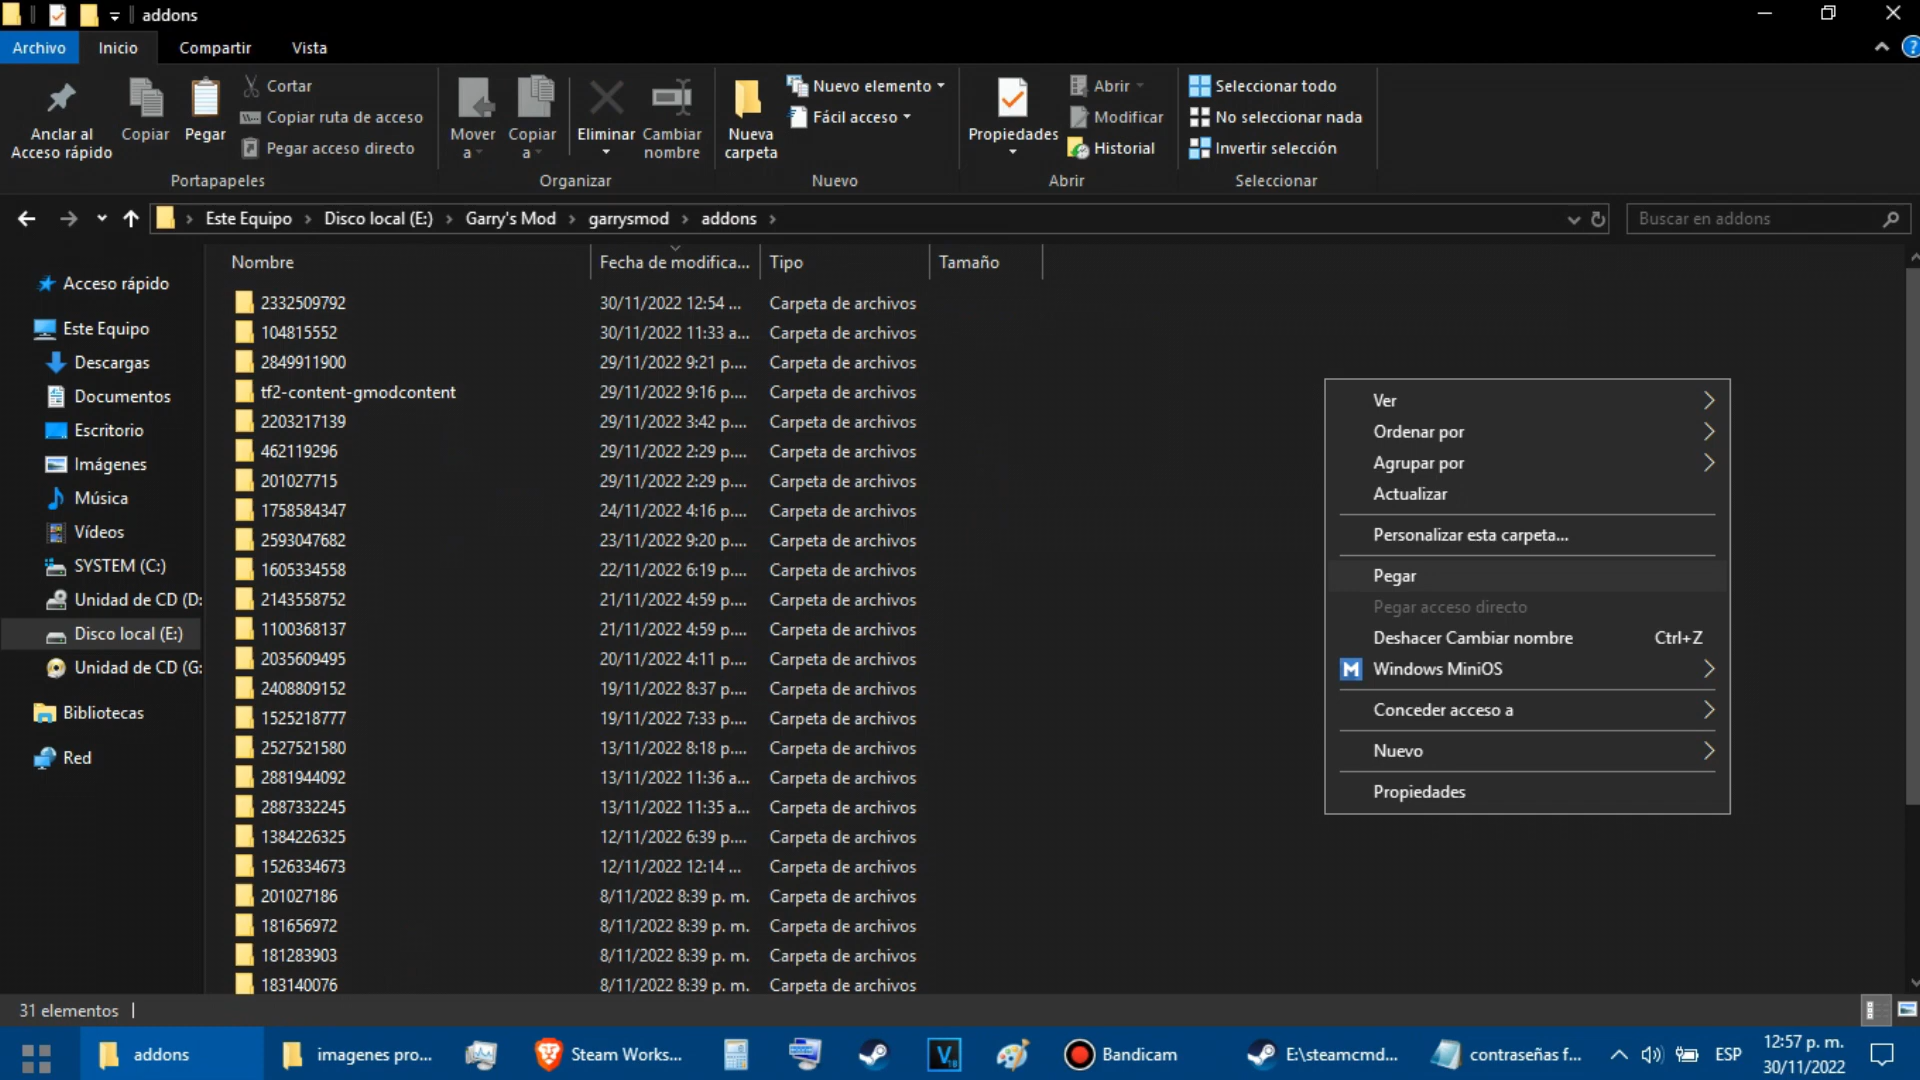 addons
Archivo Inicio Compartir Vista
Anclar al Acceso rápido
Copiar
Pegar
Cortar
Copiar ruta de acceso
Pegar acceso directo
Portapapeles
Mover a
Copiar a
Eliminar
Cambiar nombre
Organizar
Nueva carpeta
Nuevo elemento
Fácil acceso
Nuevo
Propiedades
Abrir
Modificar
Historial
Abrir
Seleccionar todo
No seleccionar nada
Invertir selección
Seleccionar
Este Equipo > Disco local (E:) > Garry's Mod > garrysmod > addons >
Buscar en addons
Acceso rápido
Este Equipo
Descargas
Documentos
Escritorio
Imágenes
Música
Vídeos
SYSTEM (C:)
Unidad de CD (D:
Disco local (E:)
Unidad de CD (G:
Bibliotecas
Red
Nombre Fecha de modifica... Tipo Tamaño
2332509792 30/11/2022 12:54 ... Carpeta de archivos
104815552 30/11/2022 11:33 a... Carpeta de archivos
2849911900 29/11/2022 9:21 p.... Carpeta de archivos
tf2-content-gmodcontent 29/11/2022 9:16 p.... Carpeta de archivos
2203217139 29/11/2022 3:42 p.... Carpeta de archivos
462119296 29/11/2022 2:29 p.... Carpeta de archivos
201027715 29/11/2022 2:29 p.... Carpeta de archivos
1758584347 24/11/2022 4:16 p.... Carpeta de archivos
2593047682 23/11/2022 9:20 p.... Carpeta de archivos
1605334558 22/11/2022 6:19 p.... Carpeta de archivos
2143558752 21/11/2022 4:59 p.... Carpeta de archivos
1100368137 21/11/2022 4:59 p.... Carpeta de archivos
2035609495 20/11/2022 4:11 p.... Carpeta de archivos
2408809152 19/11/2022 8:37 p.... Carpeta de archivos
1525218777 19/11/2022 7:33 p.... Carpeta de archivos
2527521580 13/11/2022 8:18 p.... Carpeta de archivos
2881944092 13/11/2022 11:36 a... Carpeta de archivos
2887332245 13/11/2022 11:35 a... Carpeta de archivos
1384226325 12/11/2022 6:39 p.... Carpeta de archivos
1526334673 12/11/2022 12:14 ... Carpeta de archivos
201027186 8/11/2022 8:39 p. m. Carpeta de archivos
181656972 8/11/2022 8:39 p. m. Carpeta de archivos
181283903 8/11/2022 8:39 p. m. Carpeta de archivos
183140076 8/11/2022 8:39 p. m. Carpeta de archivos
Ver
Ordenar por
Agrupar por
Actualizar
Personalizar esta carpeta...
Pegar
Pegar acceso directo
Deshacer Cambiar nombre Ctrl+Z
M Windows MiniOS
Conceder acceso a
Nuevo
Propiedades
31 elementos
addons
imagenes pro...
Steam Works...
Bandicam
E:\steamcmd...
contraseñas f...
ESP
12:57 p. m.
30/11/2022